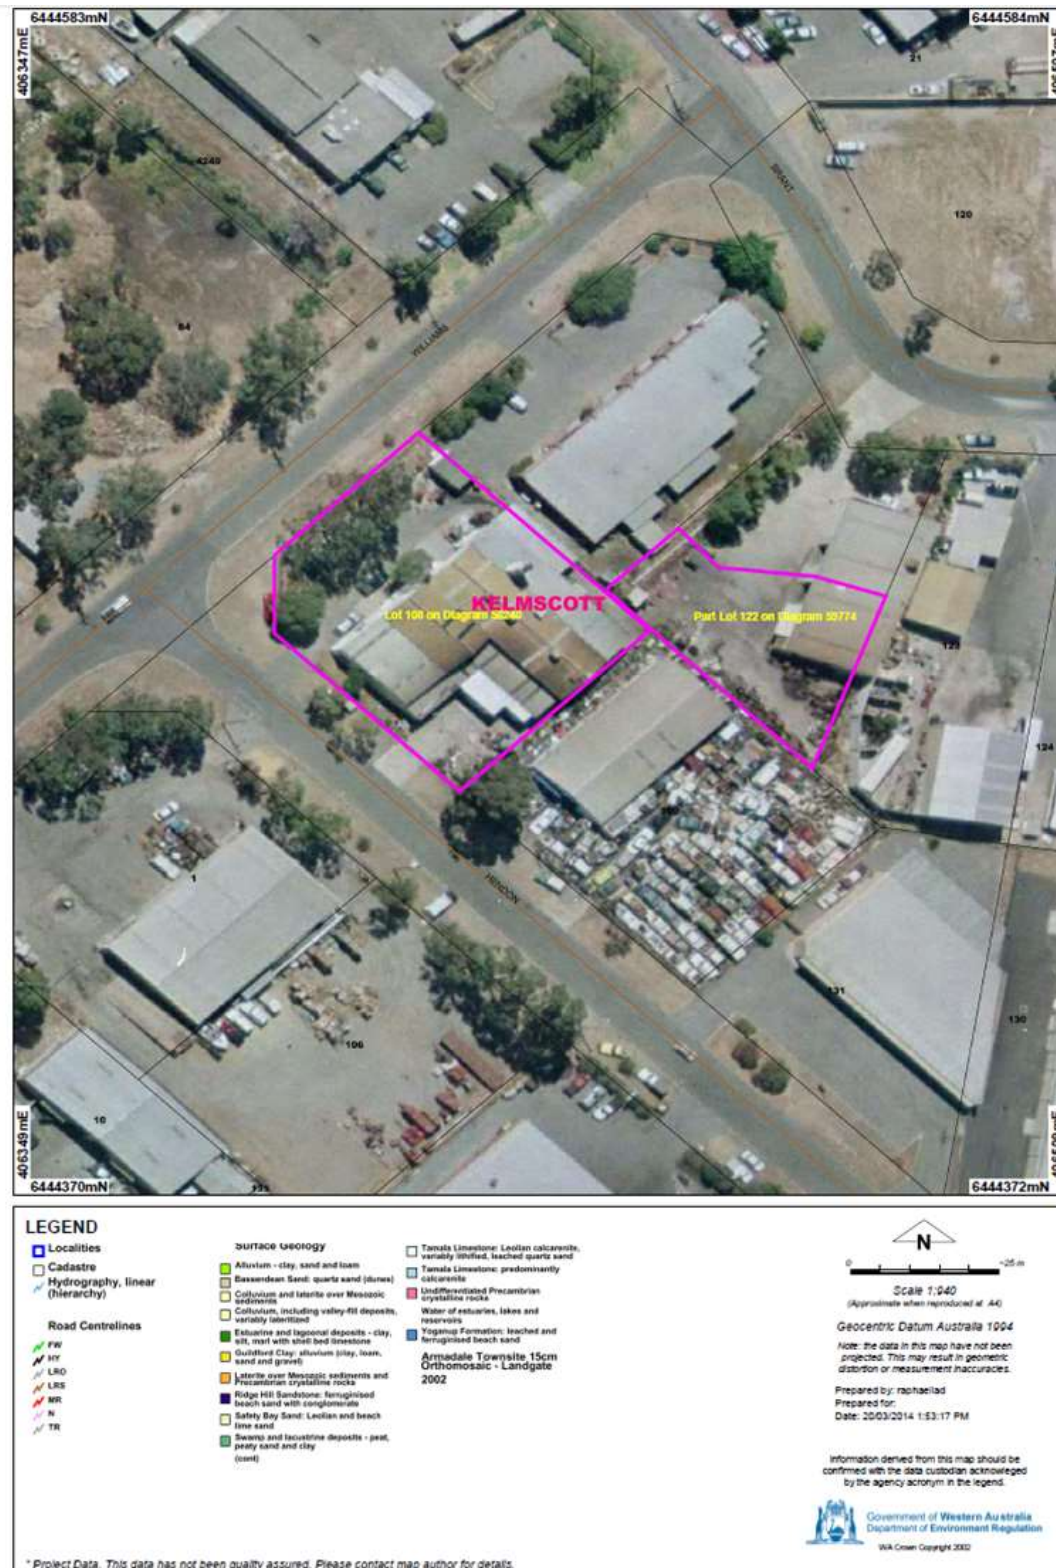 6444583mN
6444584mN
406347mE
21
4240
BRANT
120
64
WILLIAMS
KELMSCOTT
Part Lot 122 on Diagram 55774
124
1
HENDON
131
130
106
10
406349mE
6444370mN
6444372mN
LEGEND
Localities
Cadastre
Hydrography, linear
(hierarchy)
Road Centrelines
FW
HY
LRO
LRS
MR
N
TR
Surface Geology
Alluvium - clay, sand and loam
Bassendean Sand: quartz sand (dunes)
Colluvium and laterite over Mesozoic
sediments
Colluvium, including valley-fill deposits,
variably lateritized
Estuarine and lagoonal deposits - clay,
silt, marl with shell bed limestone
Guildford Clay: alluvium (clay, loam,
sand and gravel)
Laterite over Mesozoic sediments and
Precambrian crystalline rocks
Ridge Hill Sandstone: ferruginised
beach sand with conglomerate
Safety Bay Sand: Leolian and beach
lime sand
Swamp and lacustrine deposits - peat,
peaty sand and clay
(cont)
Tamala Limestone: Leolian calcarenite,
variably lithified, leached quartz sand
Tamala Limestone: predominantly
calcarenite
Undifferentiated Precambrian
crystalline rocks
Water of estuaries, lakes and
reservoirs
Yoganup Formation: leached and
ferruginised beach sand
Armadale Townsite 15cm
Orthomosaic - Landgate
2002
N
0 ~25 m
Scale 1:940
(Approximate when reproduced at A4)
Geocentric Datum Australia 1994
Note: the data in this map have not been
projected. This may result in geometric
distortion or measurement inaccuracies.
Prepared by: raphaellad
Prepared for:
Date: 20/03/2014 1:53:17 PM
Information derived from this map should be
confirmed with the data custodian acknowleged
by the agency acronym in the legend.
Government of Western Australia
Department of Environment Regulation
WA Crown Copyright 2002
* Project Data. This data has not been quality assured. Please contact map author for details.